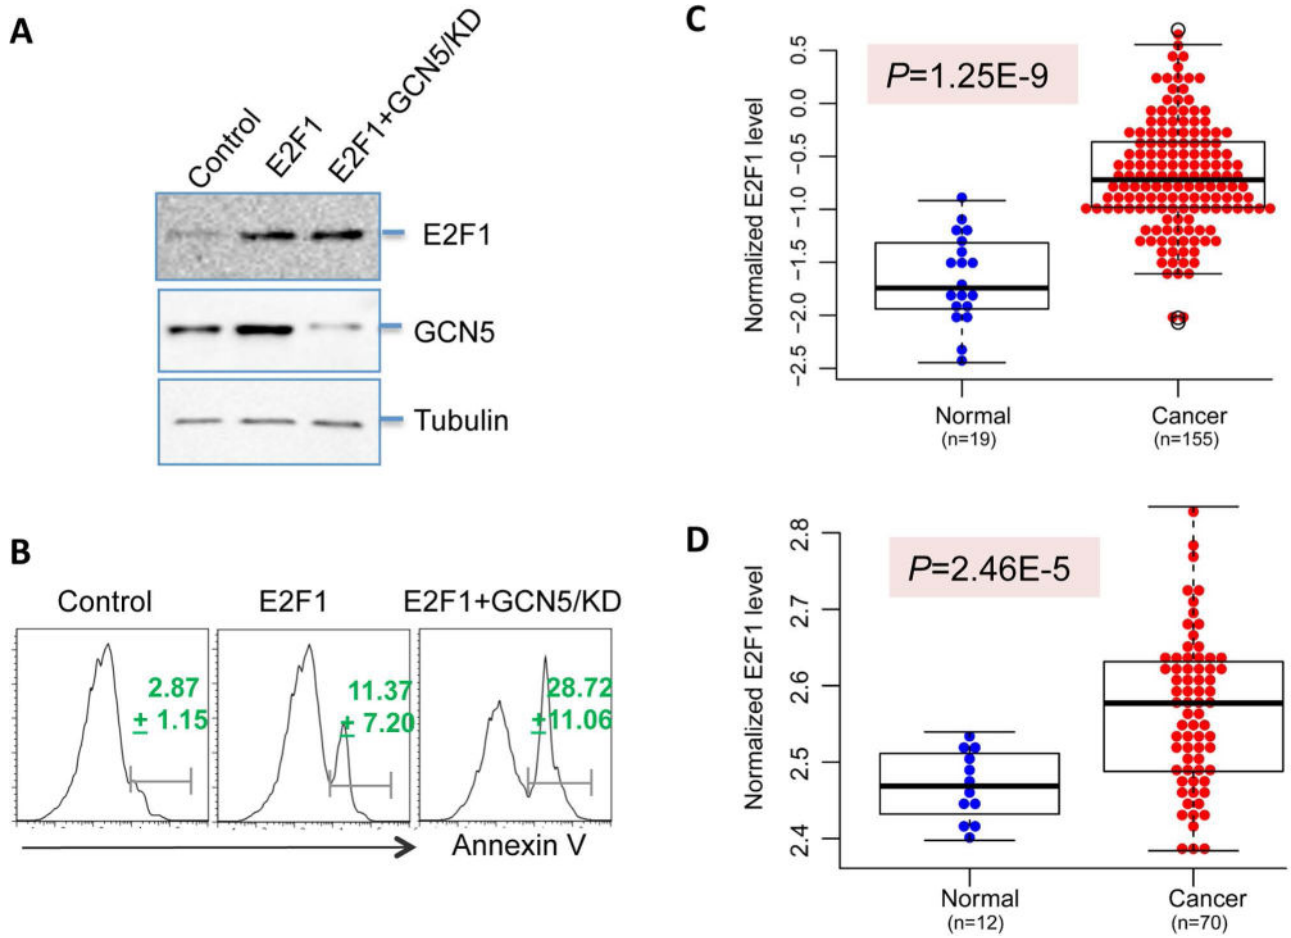 A
Control
E2F1
E2F1+GCN5/KD
E2F1
GCN5
Tubulin
B
Control
E2F1
E2F1+GCN5/KD
2.87
± 1.15
11.37
± 7.20
28.72
±11.06
Annexin V
C
P=1.25E-9
Normalized E2F1 level
0.5
0.0
−0.5
−1.0
−1.5
−2.0
−2.5
Normal
(n=19)
Cancer
(n=155)
D
P=2.46E-5
Normalized E2F1 level
2.8
2.7
2.6
2.5
2.4
Normal
(n=12)
Cancer
(n=70)